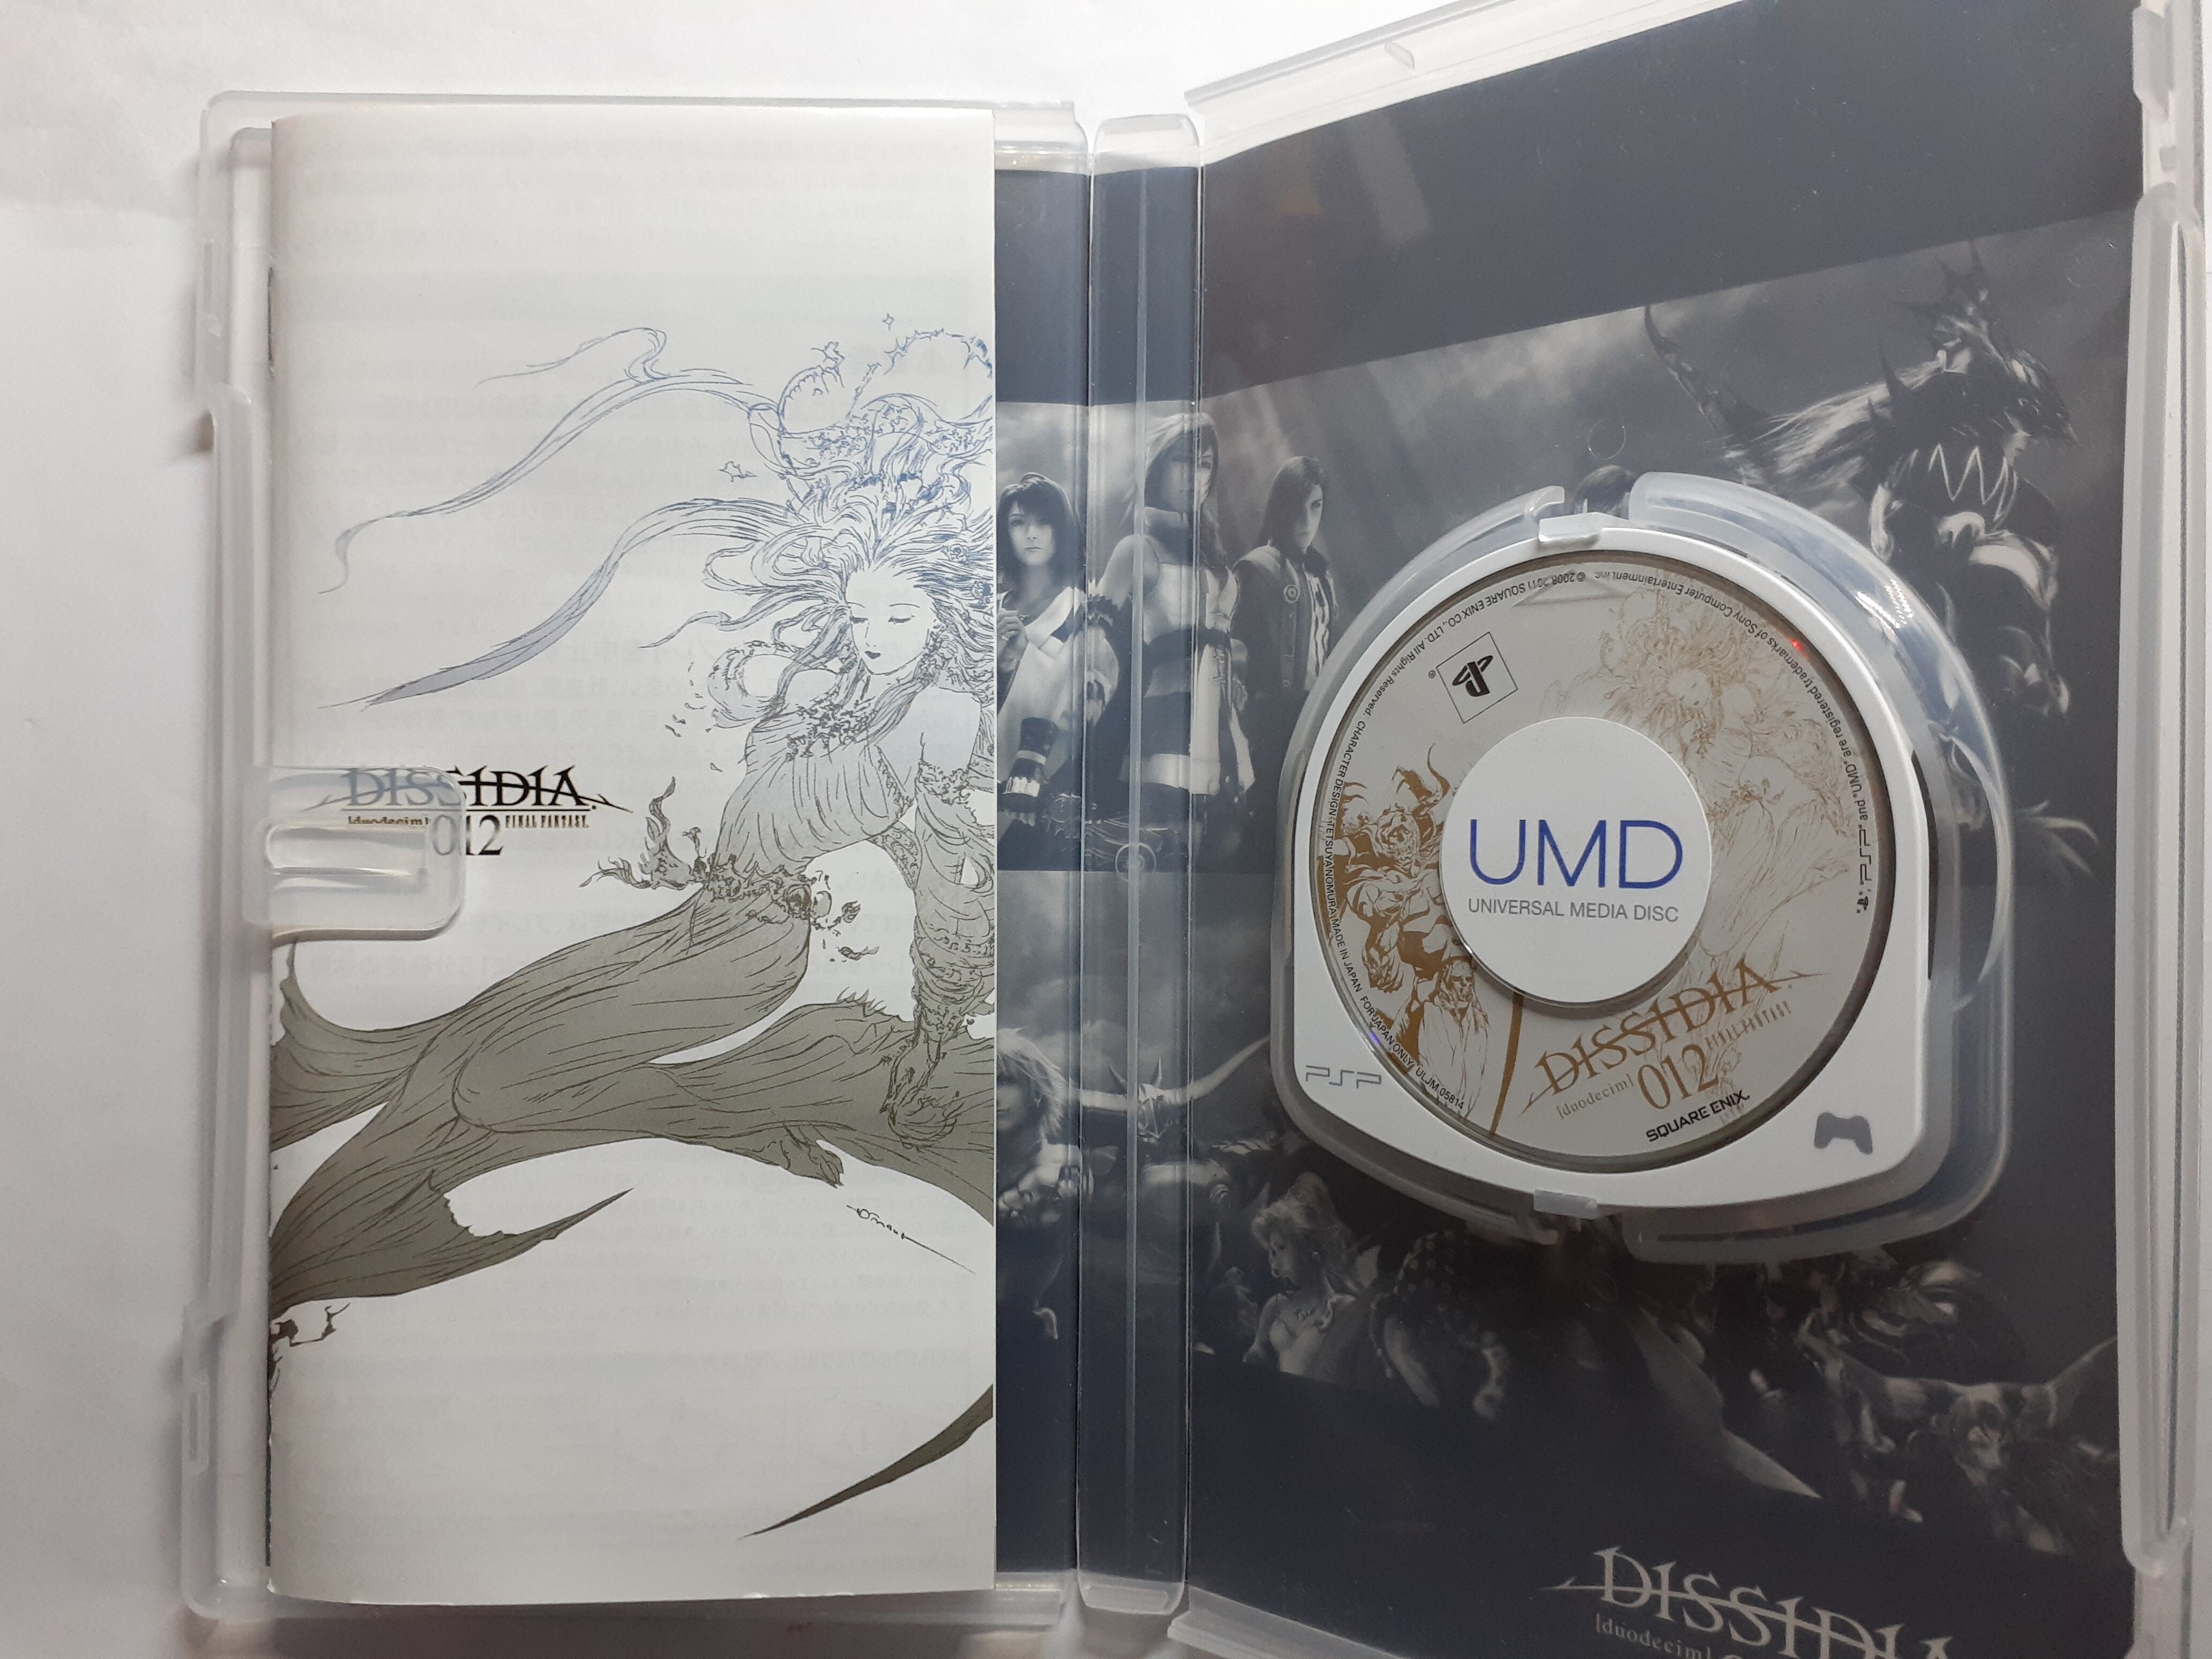 DISSIDIA
[duodecim] 012 FINAL FANTASY
© 2008, 2011 SQUARE ENIX CO., LTD. All Rights Reserved. CHARACTER DESIGN: TETSUYA NOMURA MADE IN JAPAN FOR JAPAN ONLY ULJM 05814
registered trademarks of Sony Computer Entertainment Inc.
"UMD" are
"PSP", and
UMD
UNIVERSAL MEDIA DISC
PSP
DISSIDIA
[duodecim] 012 FINAL FANTASY
SQUARE ENIX.
DISSIDIA
[duodecim]